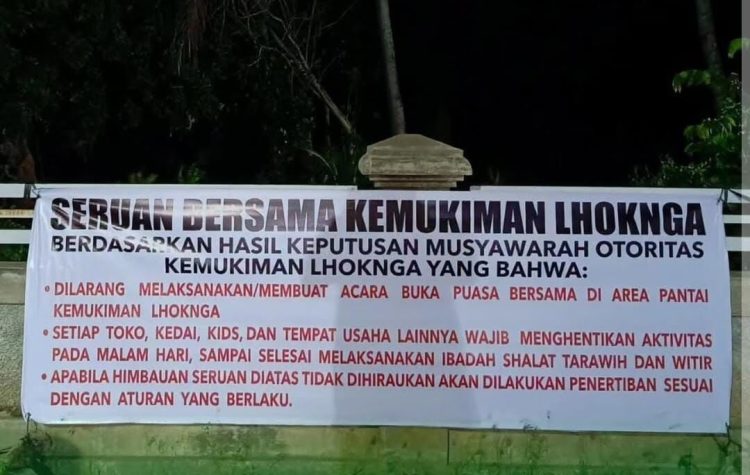 SERUAN BERSAMA KEMUKIMAN LHOKNGA
BERDASARKAN HASIL KEPUTUSAN MUSYAWARAH OTORITAS
KEMUKIMAN LHOKNGA YANG BAHWA:
• DILARANG MELAKSANAKAN/MEMBUAT ACARA BUKA PUASA BERSAMA DI AREA PANTAI
KEMUKIMAN LHOKNGA
• SETIAP TOKO, KEDAI, KIDS, DAN TEMPAT USAHA LAINNYA WAJIB MENGHENTIKAN AKTIVITAS
PADA MALAM HARI, SAMPAI SELESAI MELAKSANAKAN IBADAH SHALAT TARAWIH DAN WITIR
• APABILA HIMBAUAN SERUAN DIATAS TIDAK DIHIRAUKAN AKAN DILAKUKAN PENERTIBAN SESUAI
DENGAN ATURAN YANG BERLAKU.